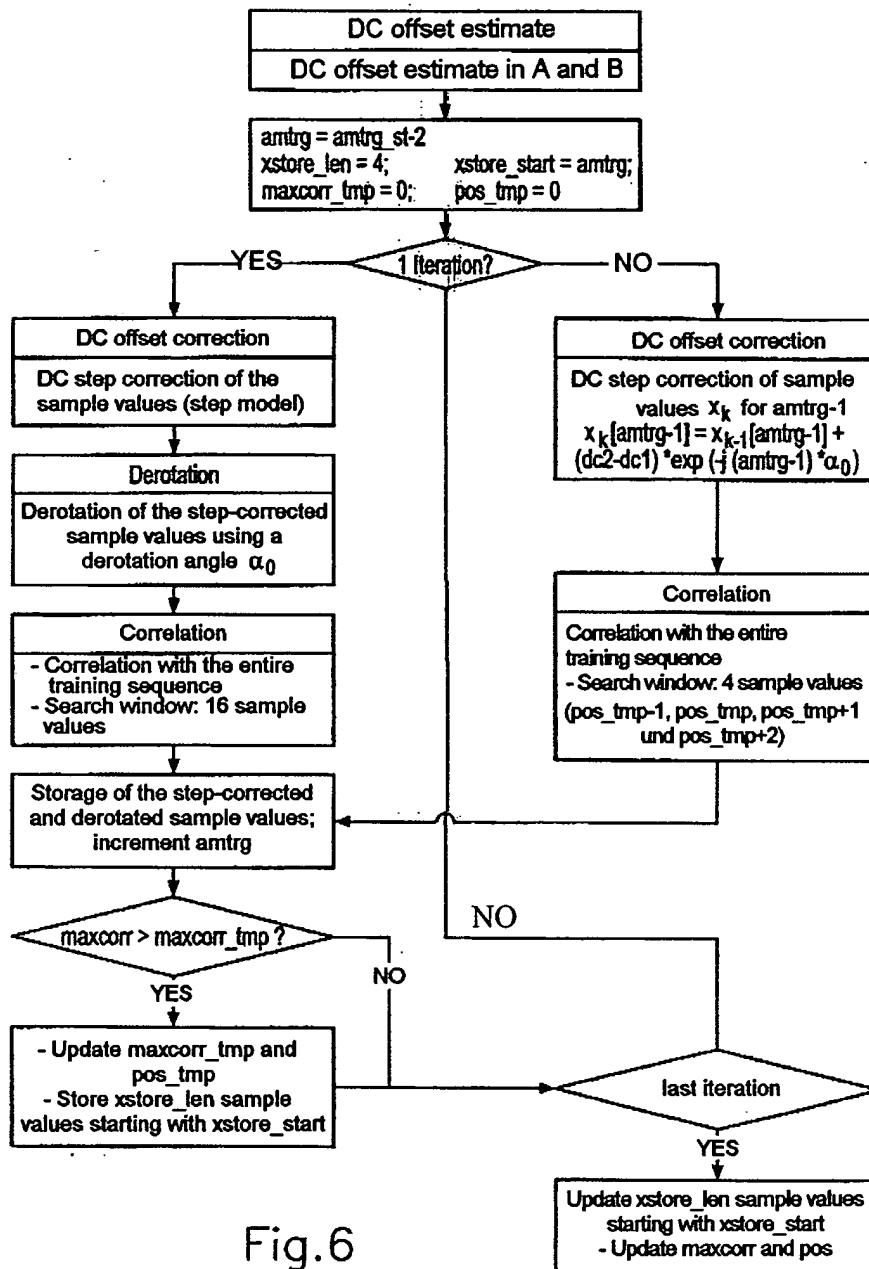 DC offset estimate
DC offset estimate in A and B
amtrg = amtrg_st-2
xstore_len = 4; xstore_start = amtrg;
maxcorr_tmp = 0; pos_tmp = 0
1 Iteration?
YES
NO
DC offset correction
DC step correction of the
sample values (step model)
Derotation
Derotation of the step-corrected
sample values using a
derotation angle α0
Correlation
- Correlation with the entire
training sequence
- Search window: 16 sample
values
DC offset correction
DC step correction of sample
values xk for amtrg-1
xk[amtrg-1] = xk-1[amtrg-1] +
(dc2-dc1) *exp (-j (amtrg-1) *α0)
Correlation
Correlation with the entire
training sequence
- Search window: 4 sample values
(pos_tmp-1, pos_tmp, pos_tmp+1
und pos_tmp+2)
Storage of the step-corrected
and derotated sample values;
increment amtrg
maxcorr > maxcorr_tmp ?
NO
YES
NO
- Update maxcorr_tmp and
pos_tmp
- Store xstore_len sample
values starting with xstore_start
last iteration
YES
Update xstore_len sample values
starting with xstore_start
- Update maxcorr and pos
Fig.6